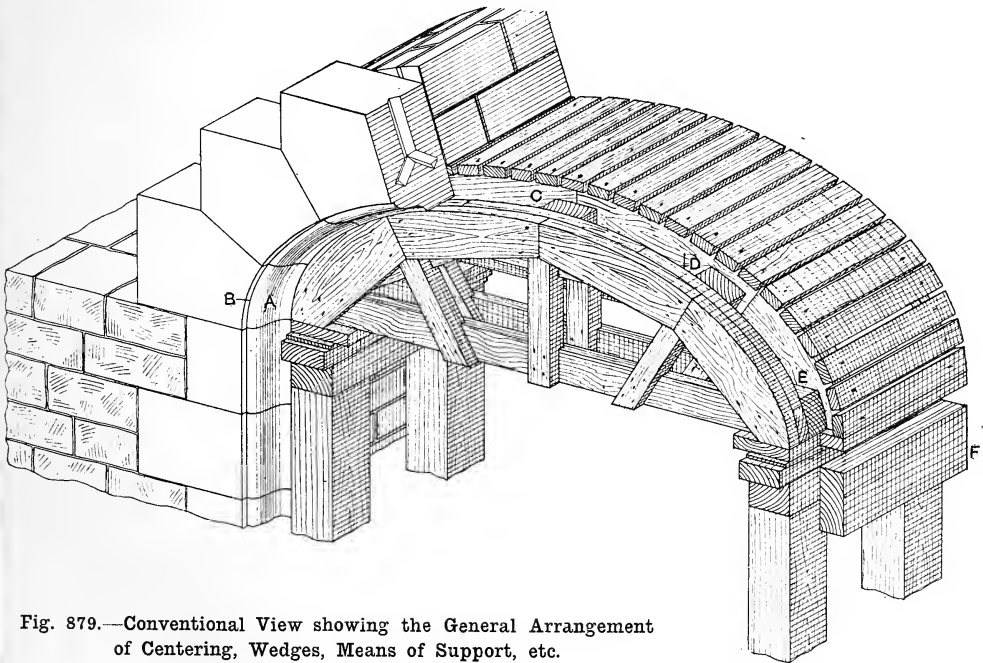 C
D
B
A
E
F
Fig. 879.—Conventional View showing the General Arrangement
of Centering, Wedges, Means of Support, etc.